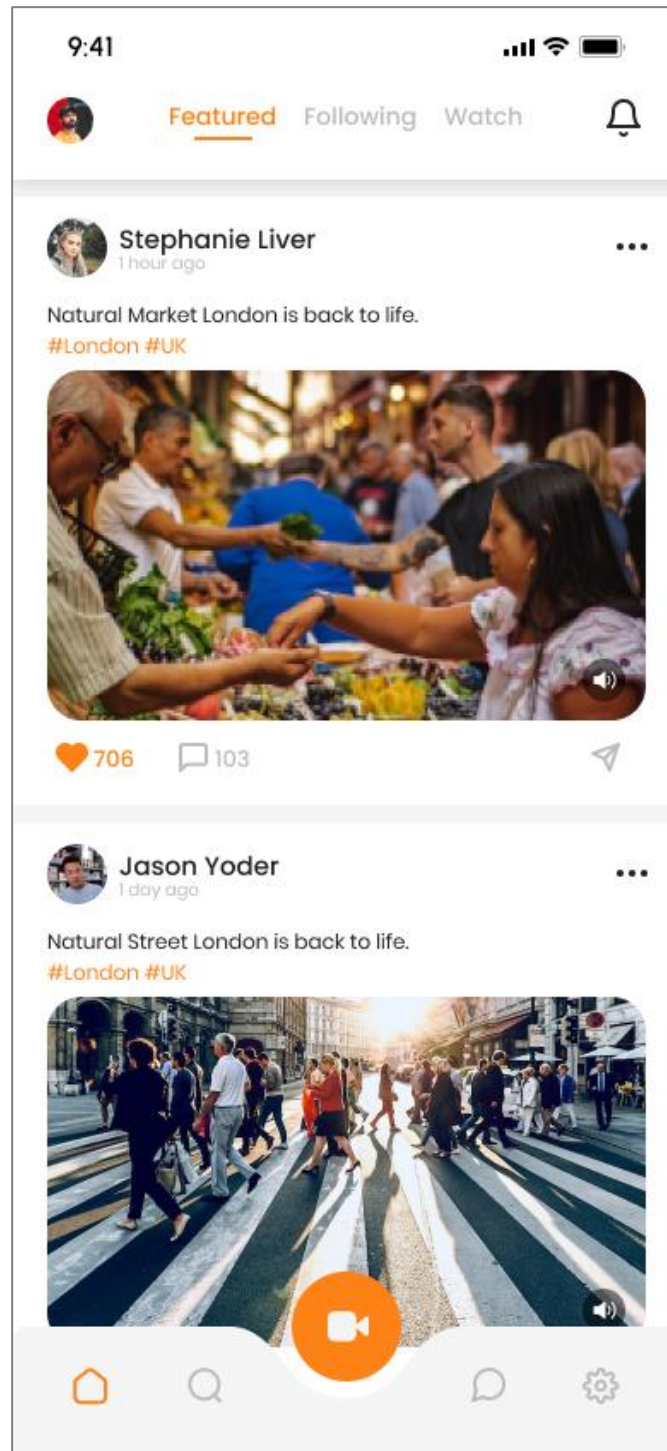 9:41
Featured Following Watch
Stephanie Liver
1 hour ago
Natural Market London is back to life.
#London #UK
706 103
Jason Yoder
1 day ago
Natural Street London is back to life.
#London #UK